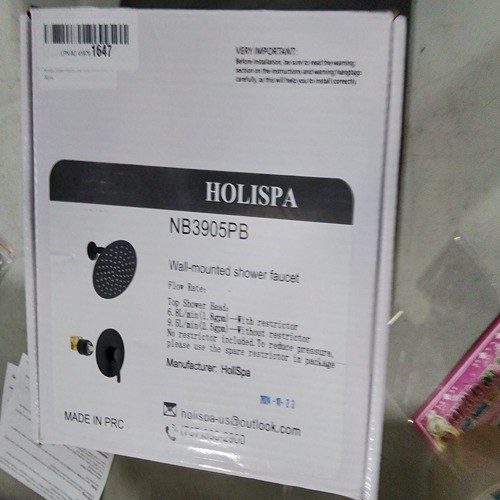 1647
VERY IMPORTANT:
Before installation, be sure to read the warning
section on the instructions and warning hangtags
carefully, as this will help you to install correctly.
HOLISPA
NB3905PB
Wall-mounted shower faucet
Flow Rate:
Top Shower Head:
6.8L/min(1.8gpm)—With restrictor
9.5L/min(2.5gpm)—Without restrictor
No restrictor included. To reduce pressure,
please use the spare restrictor in package
Manufacturer: HoliSpa
MADE IN PRC
holispa-us@outlook.com